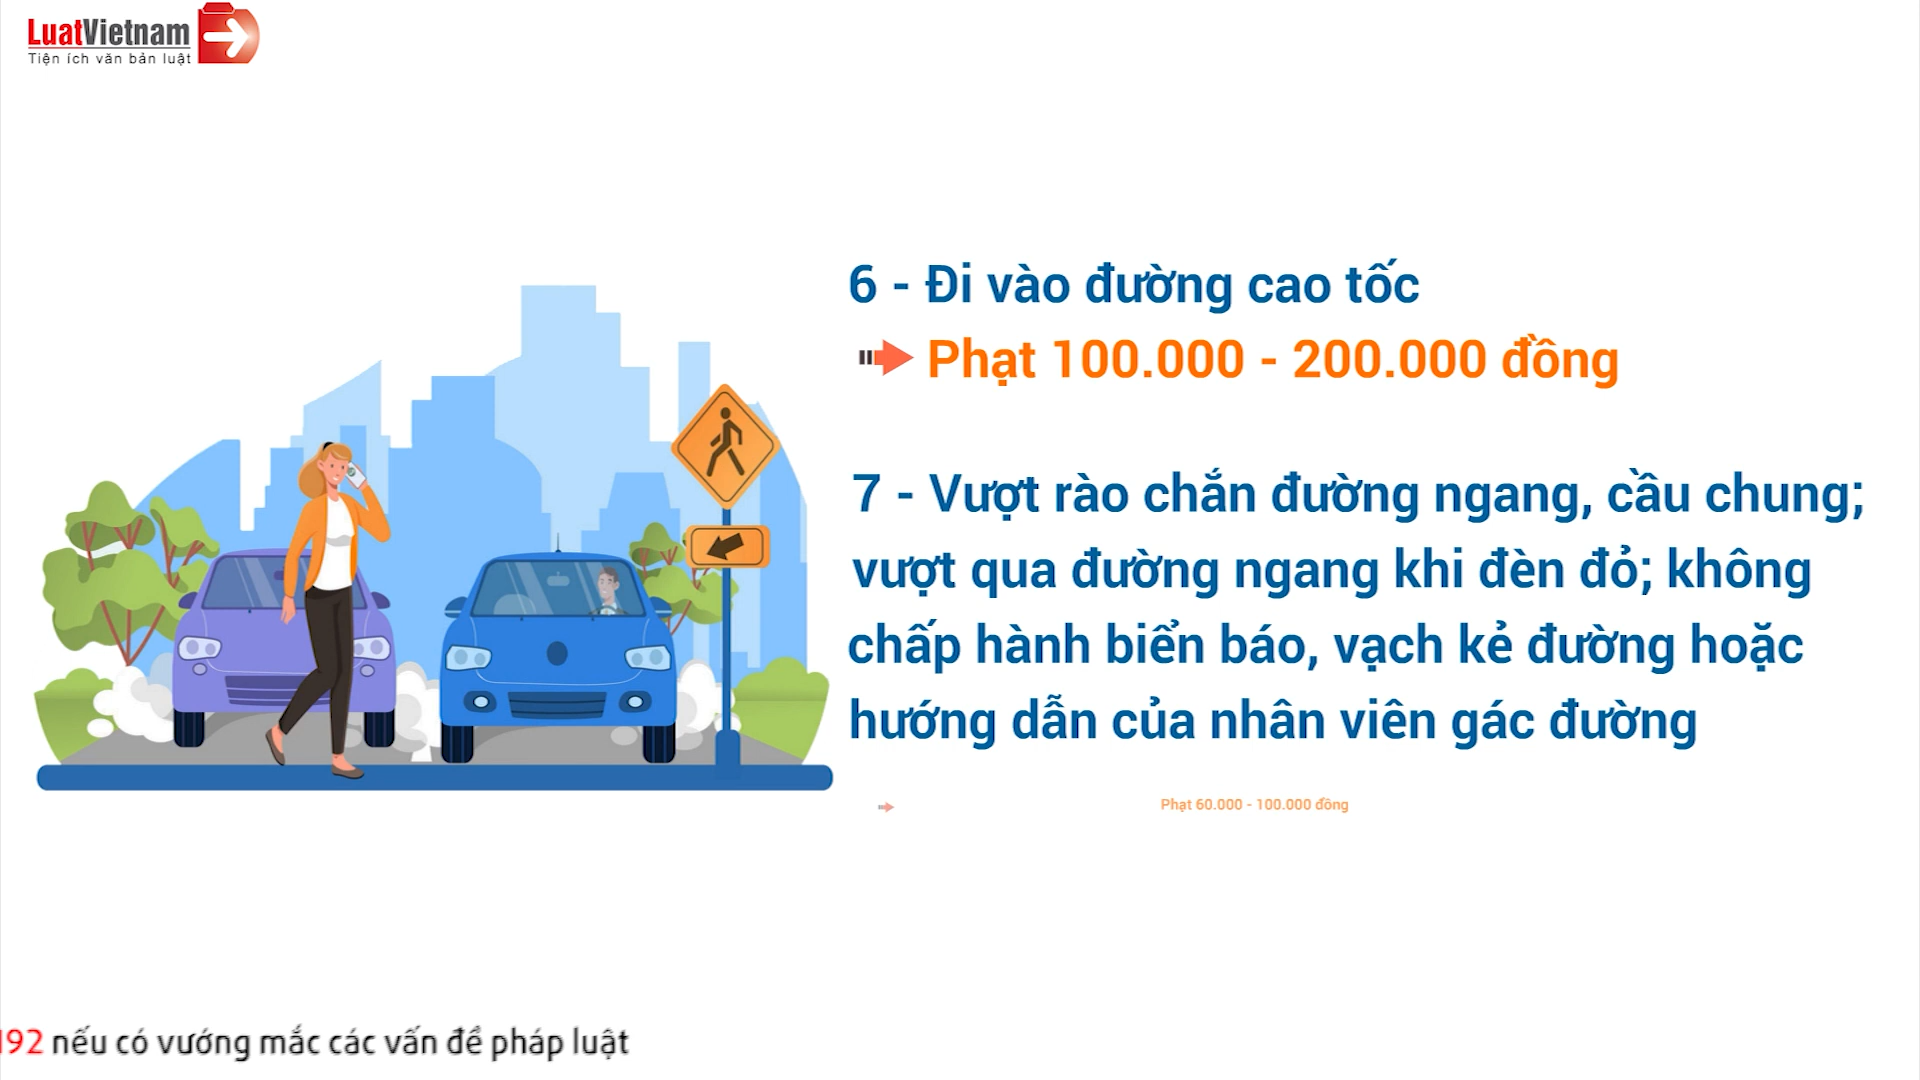 LuatVietnam
Tiện ích văn bản luật
6 - Đi vào đường cao tốc
Phạt 100.000 - 200.000 đồng
7 - Vượt rào chắn đường ngang, cầu chung;
vượt qua đường ngang khi đèn đỏ; không
chấp hành biển báo, vạch kẻ đường hoặc
hướng dẫn của nhân viên gác đường
Phạt 60.000 - 100.000 đồng
192 nếu có vướng mắc các vấn đề pháp luật